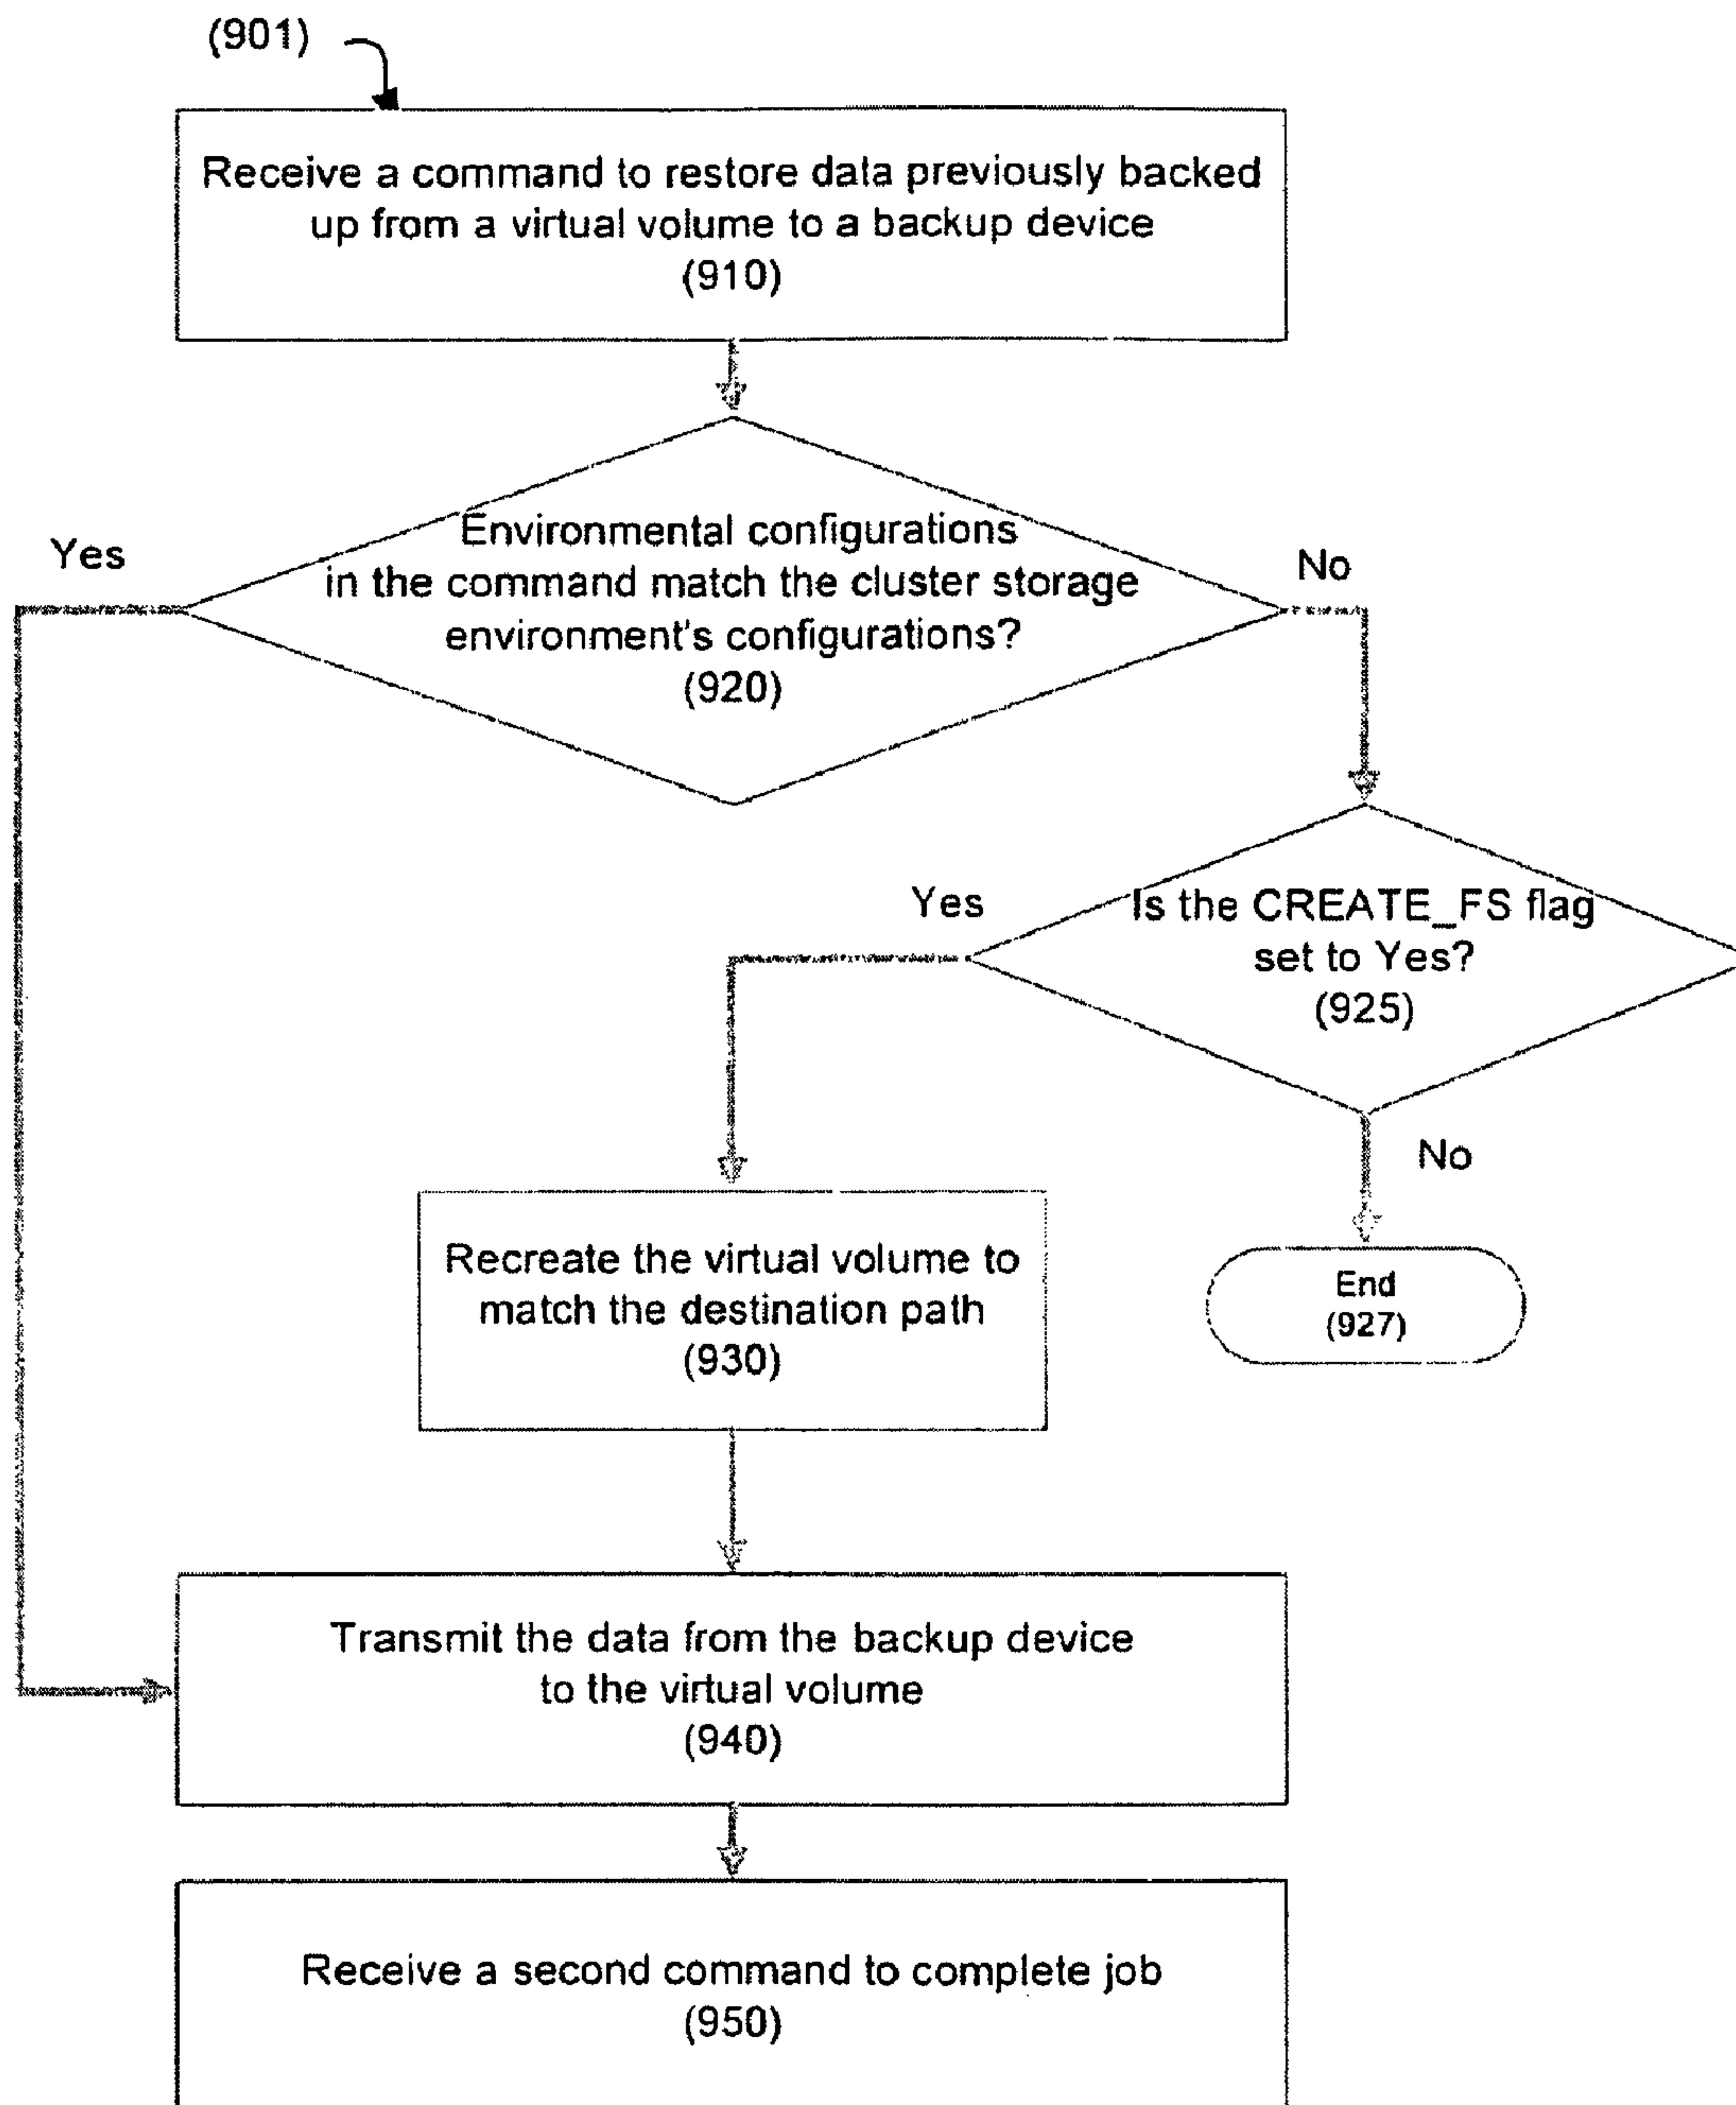 (901)
Receive a command to restore data previously backed
up from a virtual volume to a backup device
(910)
Yes
Environmental configurations
in the command match the cluster storage
environment's configurations?
(920)
No
Yes
Is the CREATE_FS flag
set to Yes?
(925)
No
Recreate the virtual volume to
match the destination path
(930)
End
(927)
Transmit the data from the backup device
to the virtual volume
(940)
Receive a second command to complete job
(950)